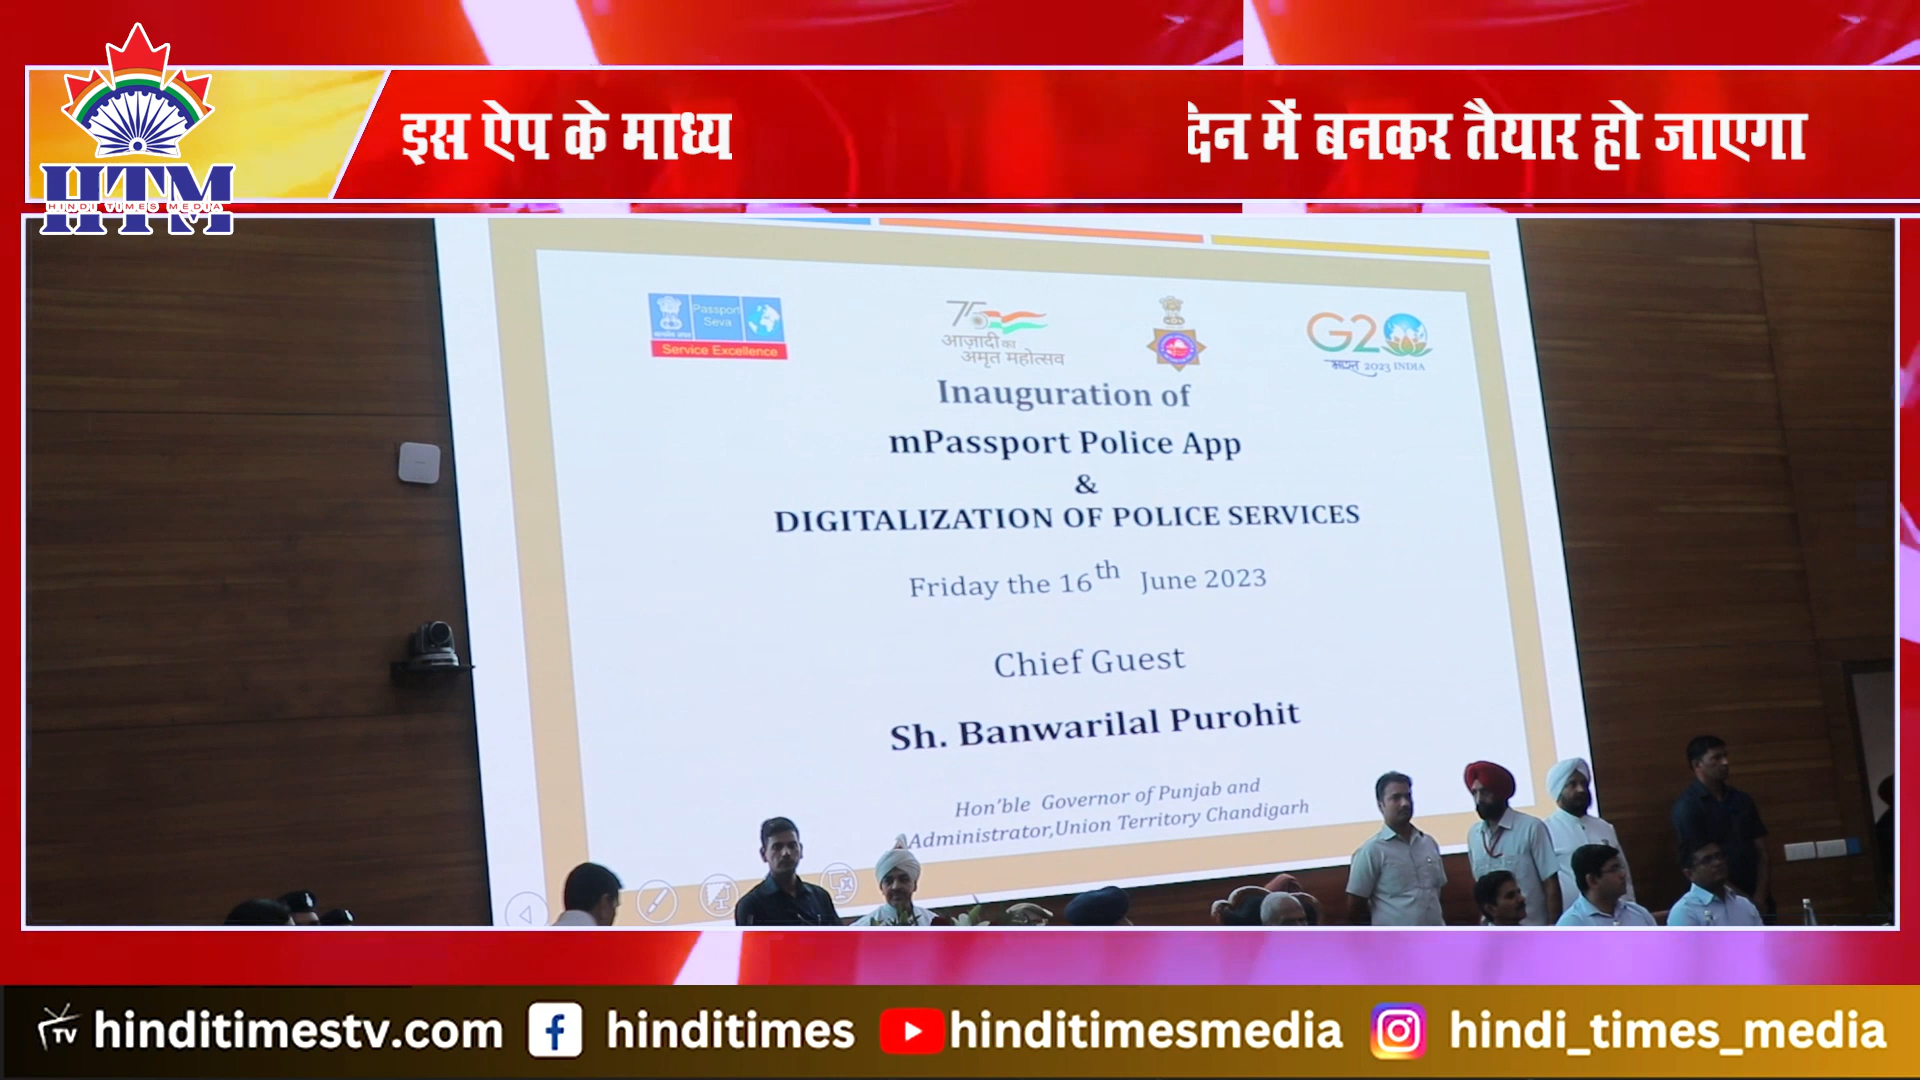 इस ऐप के माध्य
दिन में बनकर तैयार हो जाएगा
HTM
HINDI TIMES MEDIA
Passport
Seva
Service Excellence
75
आज़ादी का
अमृत महोत्सव
G20
भारत 2023 INDIA
Inauguration of
mPassport Police App
&
DIGITALIZATION OF POLICE SERVICES
Friday the 16th June 2023
Chief Guest
Sh. Banwarilal Purohit
Hon'ble Governor of Punjab and
Administrator,Union Territory Chandigarh
TV hinditimestv.com
hinditimes
hinditimesmedia
hindi_times_media